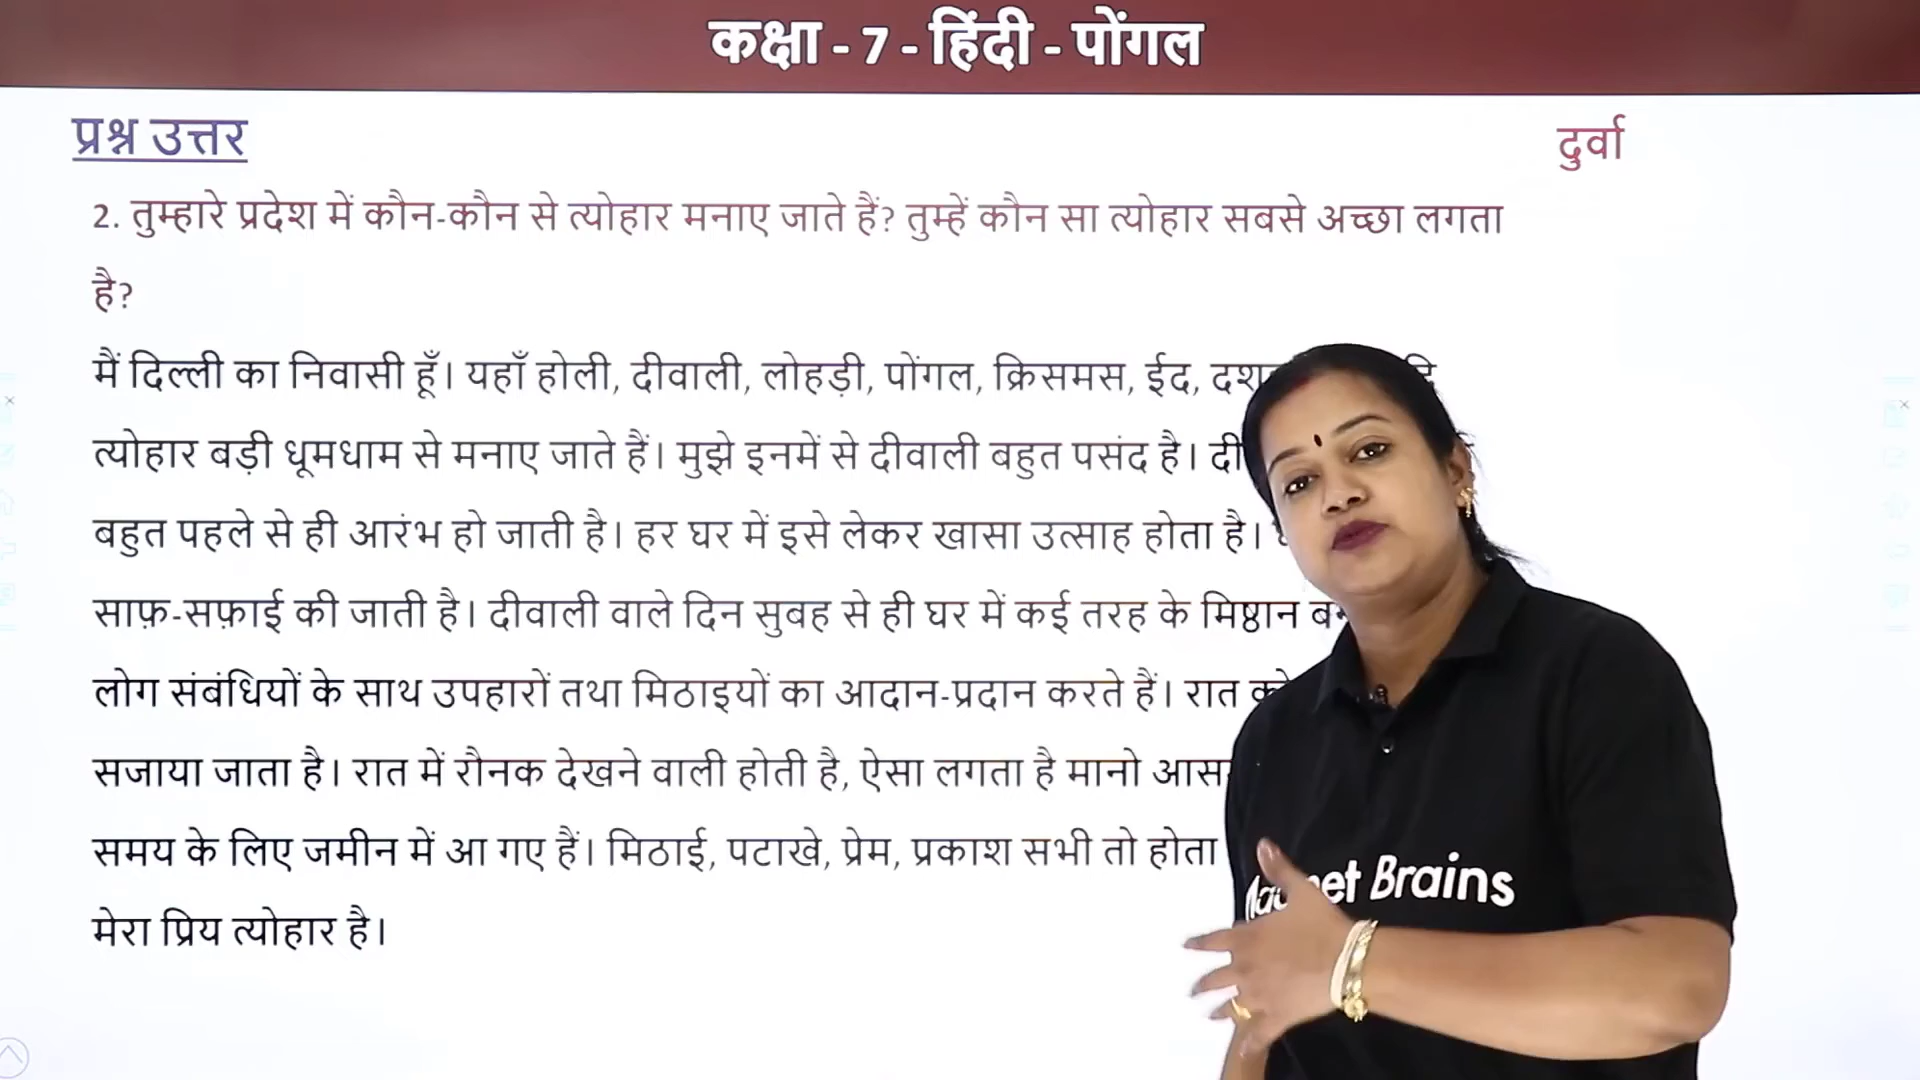 कक्षा - 7 - हिंदी - पोंगल
प्रश्न उत्तर
दुर्वा
2. तुम्हारे प्रदेश में कौन-कौन से त्योहार मनाए जाते हैं? तुम्हें कौन सा त्योहार सबसे अच्छा लगता
है?
मैं दिल्ली का निवासी हूँ। यहाँ होली, दीवाली, लोहड़ी, पोंगल, क्रिसमस, ईद,
त्योहार बड़ी धूमधाम से मनाए जाते हैं। मुझे इनमें से दीवाली बहुत पसंद है।
बहुत पहले से ही आरंभ हो जाती है। हर घर में इसे लेकर खासा उत्साह होता है।
साफ़-सफ़ाई की जाती है। दीवाली वाले दिन सुबह से ही घर में कई तरह के मिष्ठान
लोग संबंधियों के साथ उपहारों तथा मिठाइयों का आदान-प्रदान करते हैं। रात
सजाया जाता है। रात में रौनक देखने वाली होती है, ऐसा लगता है मानो
समय के लिए जमीन में आ गए हैं। मिठाई, पटाखे, प्रेम, प्रकाश सभी तो होता
मेरा प्रिय त्योहार है।
Brains